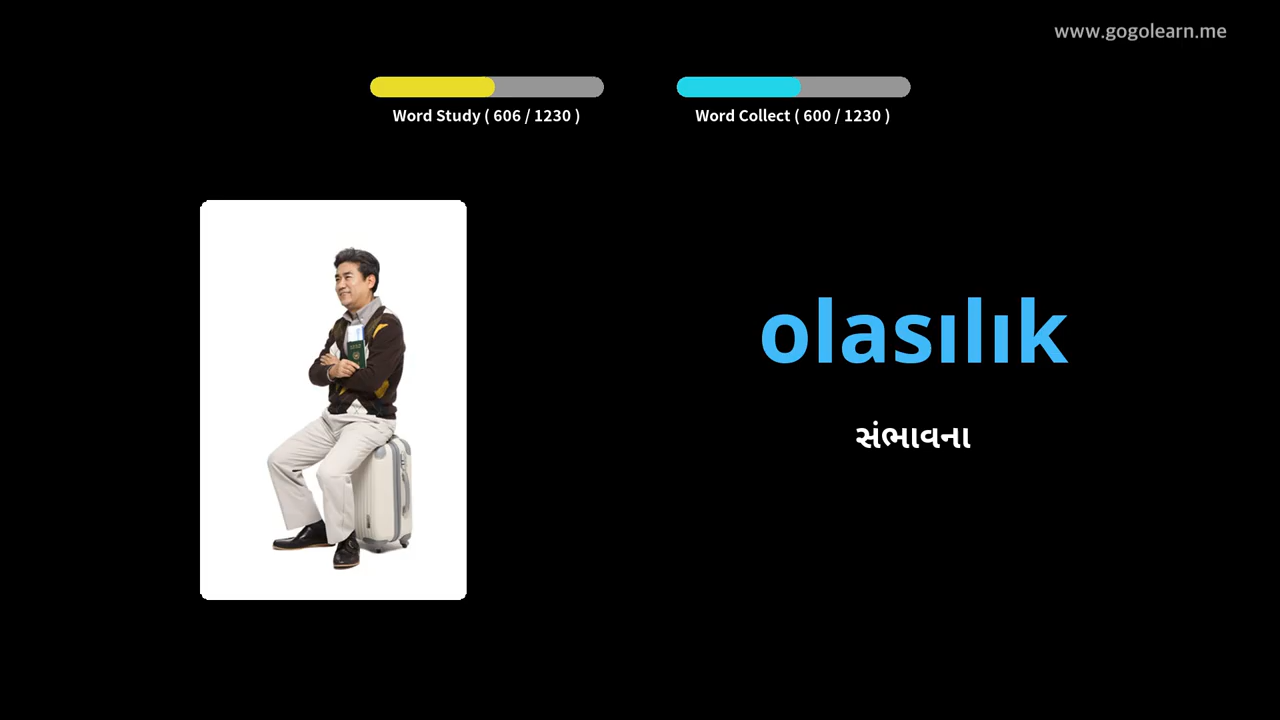 www.gogolearn.me
Word Study ( 606 / 1230 )
Word Collect ( 600 / 1230 )
olasılık
સંભાવના